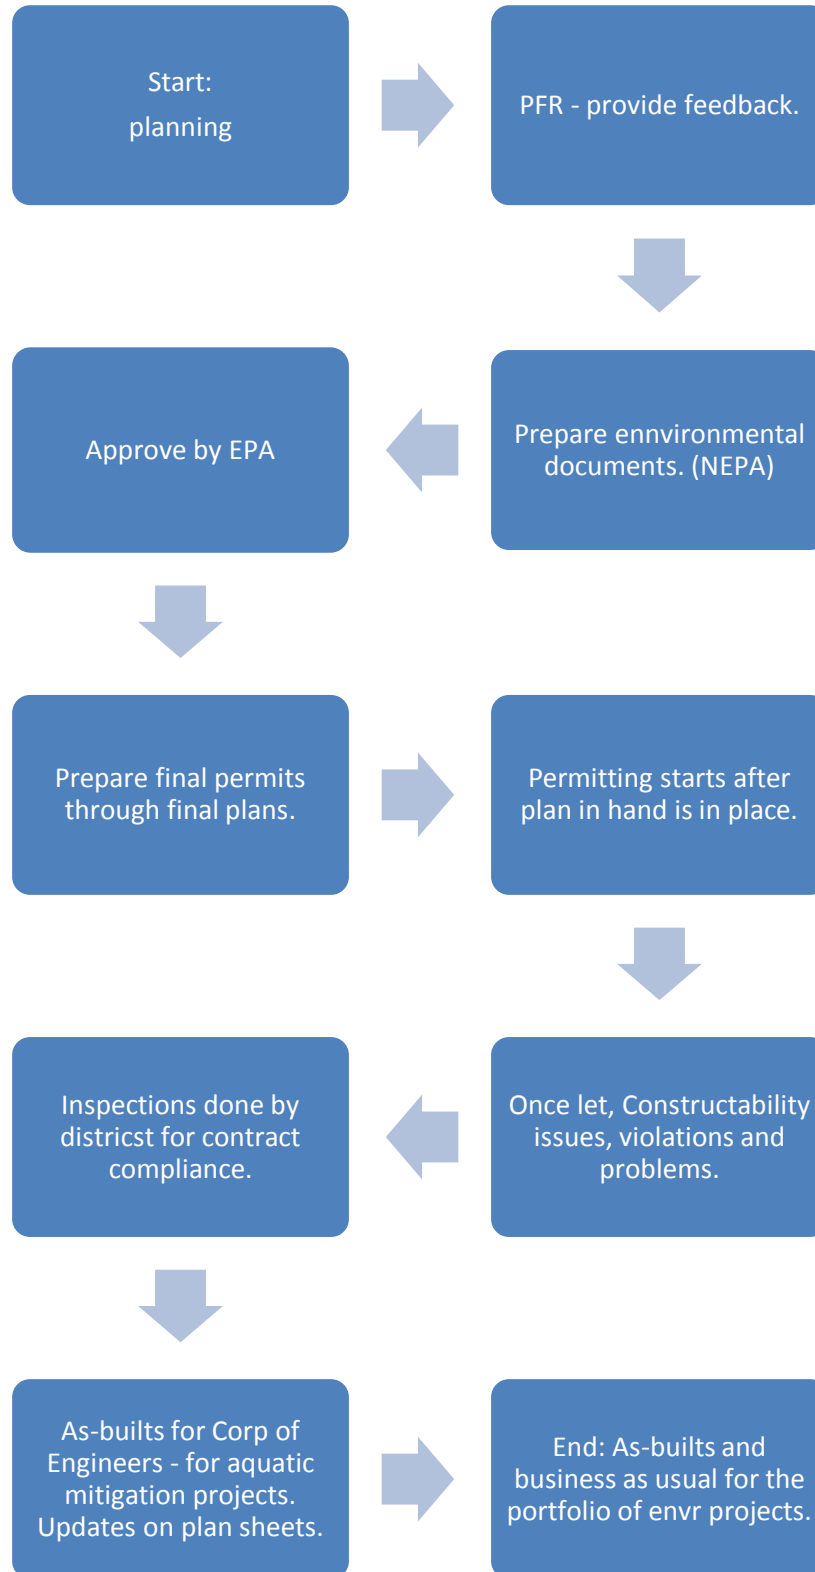 Start:
planning
PFR - provide feedback.
Prepare ennvironmental
documents. (NEPA)
Approve by EPA
Prepare final permits
through final plans.
Permitting starts after
plan in hand is in place.
Once let, Constructability
issues, violations and
problems.
Inspections done by
districst for contract
compliance.
As-builts for Corp of
Engineers - for aquatic
mitigation projects.
Updates on plan sheets.
End: As-builts and
business as usual for the
portfolio of envr projects.